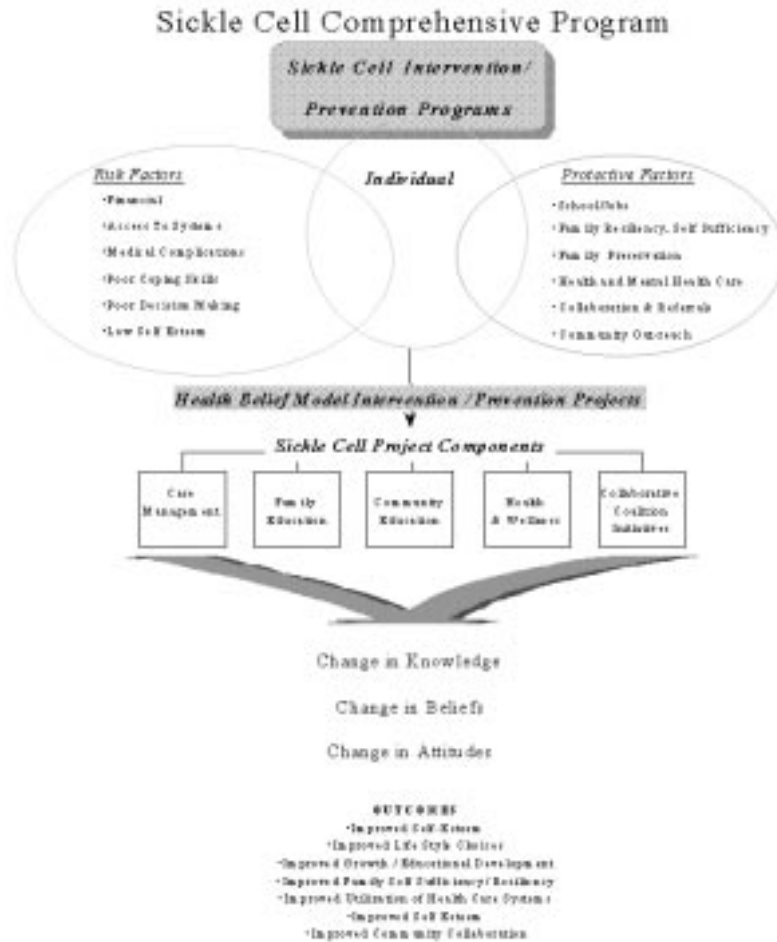 Sickle Cell Comprehensive Program
Sickle Cell Intervention/
Prevention Programs
Individual
Risk Factors
•Financial
•Access To Systems
•Medical Complications
•Poor Coping Skills
•Poor Decision Making
•Low Self Esteem
Protective Factors
•School/Jobs
•Family Resiliency, Self Sufficiency
•Family Preservation
•Health and Mental Health Care
•Collaboration & Referrals
•Community Outreach
Health Belief Model Intervention / Prevention Projects
Sickle Cell Project Components
Management
Family
Education
Community
Education
Health
& Wellness
Collaborative
Coalition
Initiatives
Change in Knowledge
Change in Beliefs
Change in Attitudes
OUTCOMES
•Improved Self-Esteem
•Improved Life Style Choices
•Improved Growth / Educational Development
•Improved Family Self Sufficiency/ Resiliency
•Improved Utilization of Health Care Systems
•Improved Self Esteem
•Improved Community Collaboration